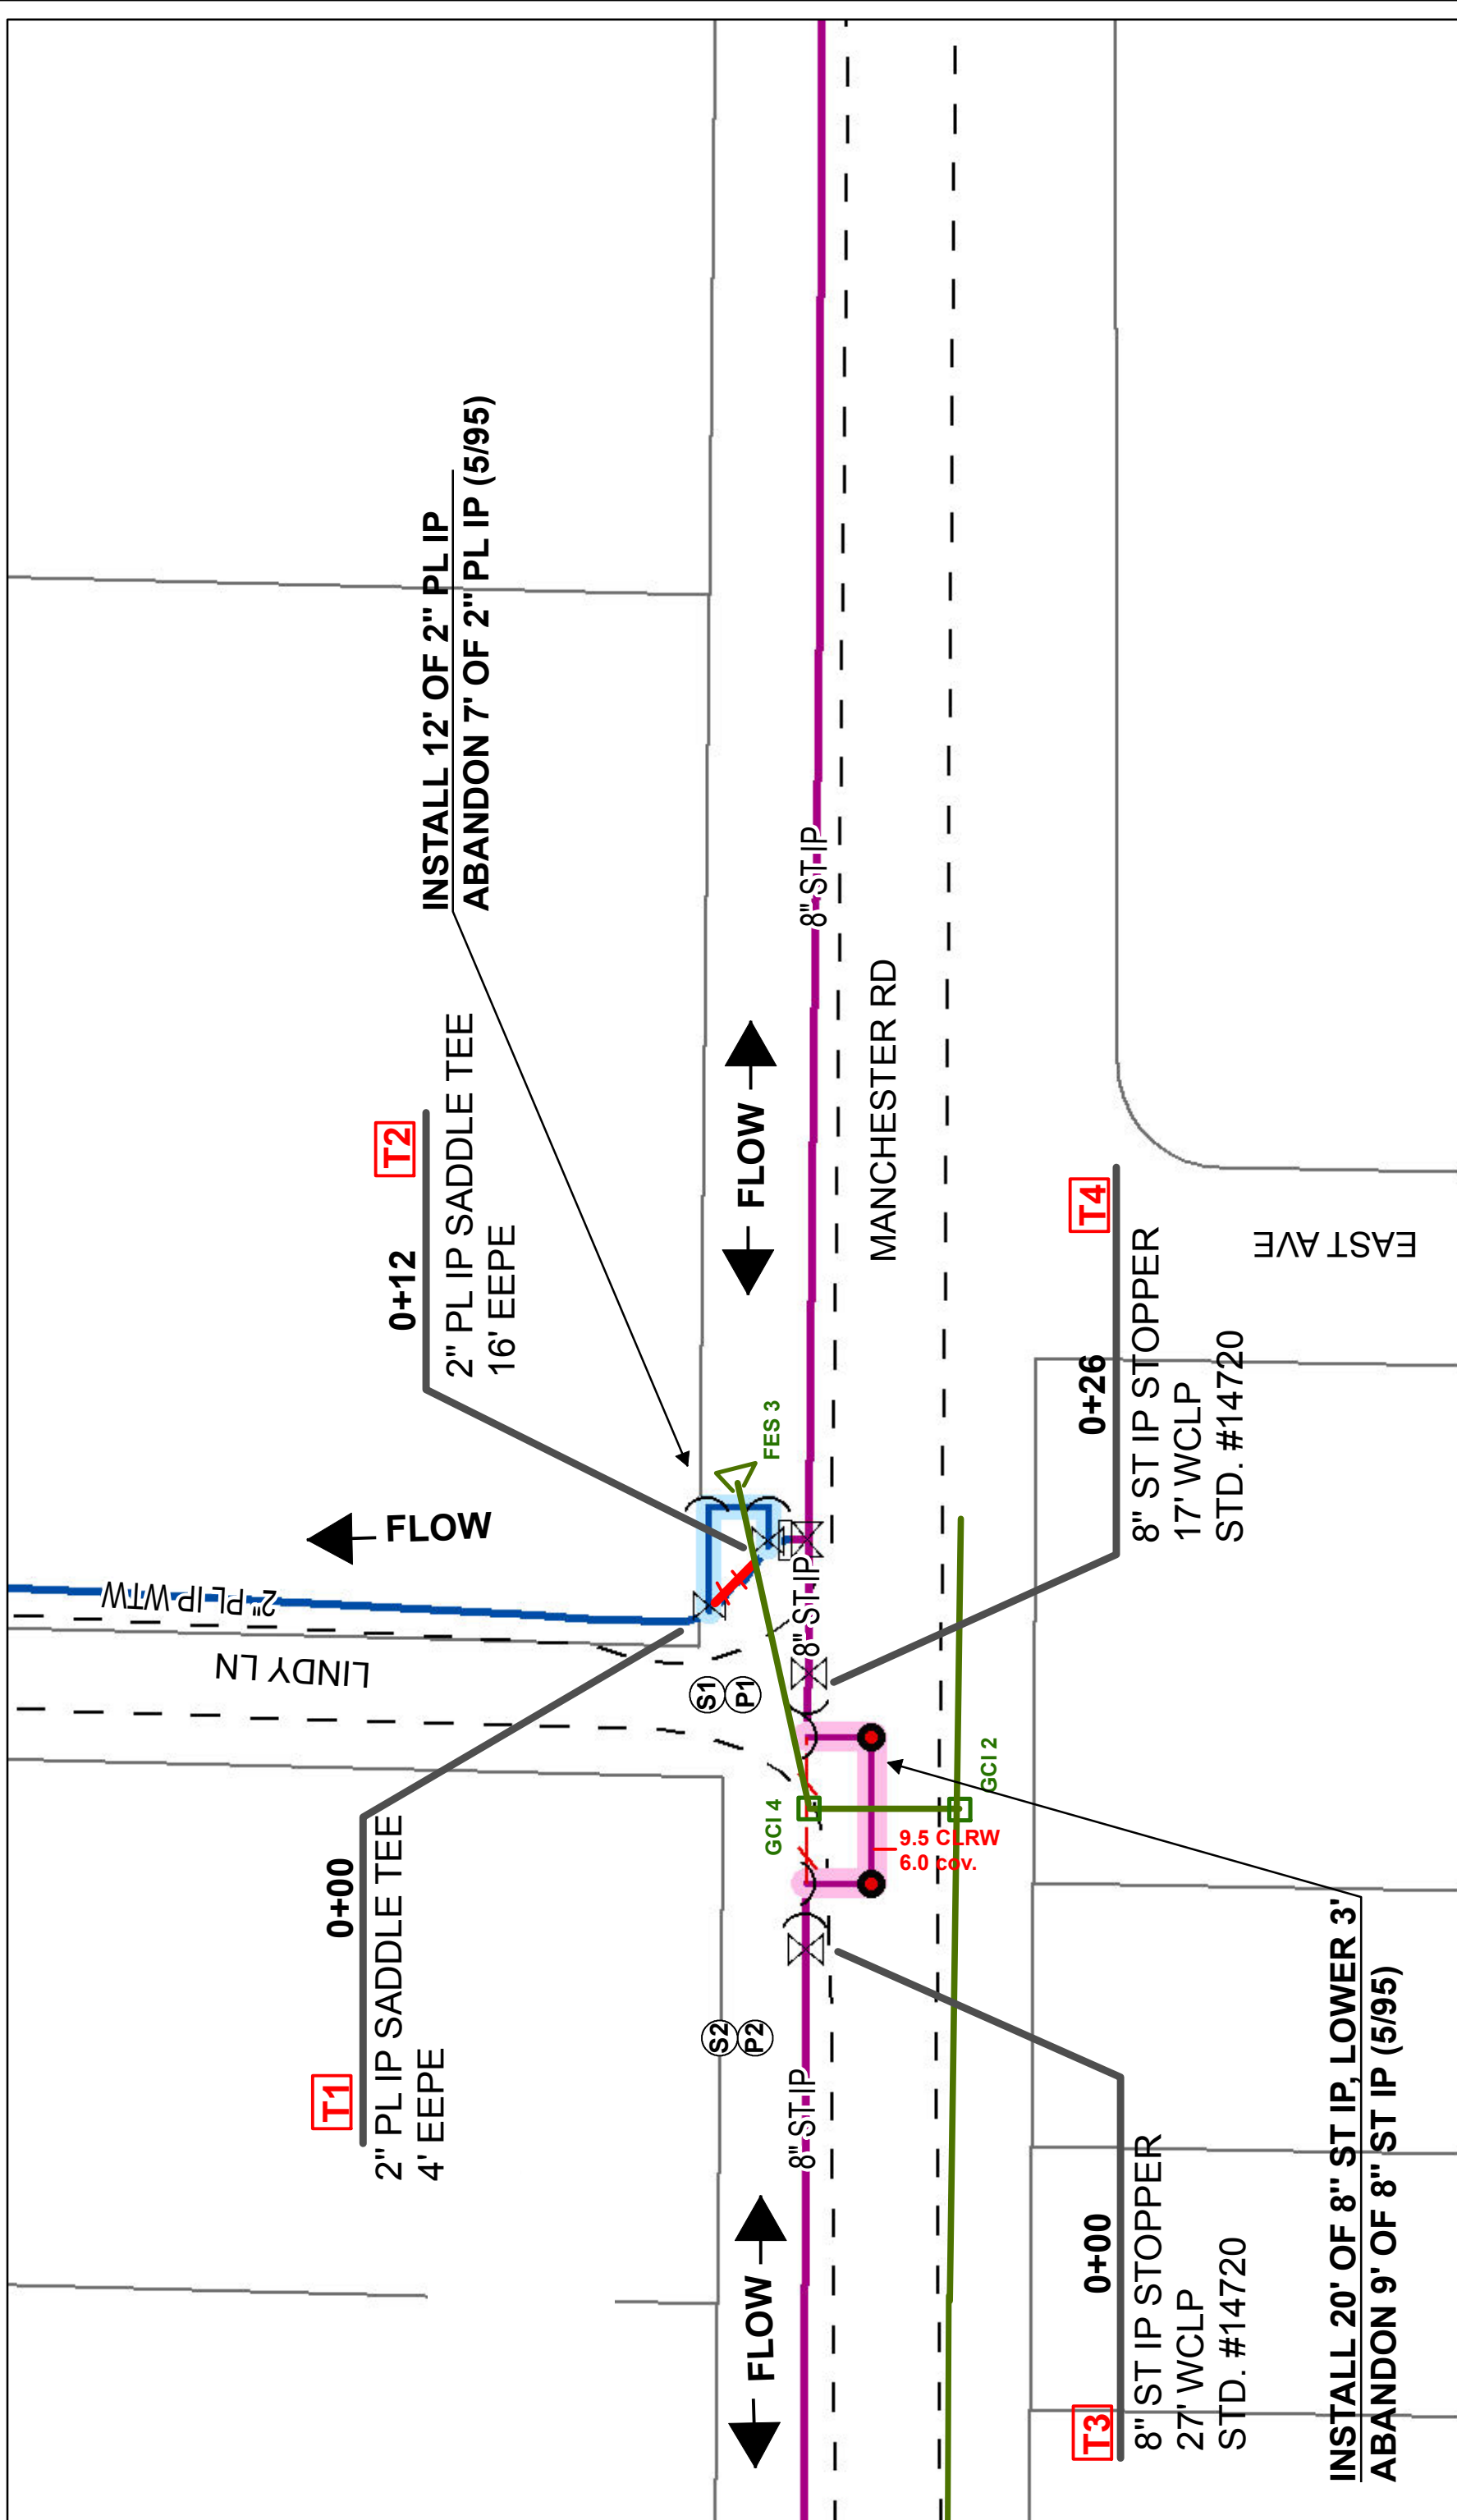 INSTALL 12' OF 2" PL IP
ABANDON 7' OF 2" PL IP (5/95)
T2
0+12
2" PL IP SADDLE TEE
16' EEPE
T1
0+00
2" PL IP SADDLE TEE
4' EEPE
FLOW
2" PL IP WTW
LINDY LN
FLOW
8" ST IP
MANCHESTER RD
FES 3
8" ST IP
S1
P1
GCI 4
GCI 2
9.5 CLRW
6.0 cov.
S2
P2
8" ST IP
FLOW
T4
0+26
8" ST IP STOPPER
17' WCLP
STD. #14720
EAST AVE
T3
0+00
8" ST IP STOPPER
27' WCLP
STD. #14720
INSTALL 20' OF 8" ST IP, LOWER 3'
ABANDON 9' OF 8" ST IP (5/95)